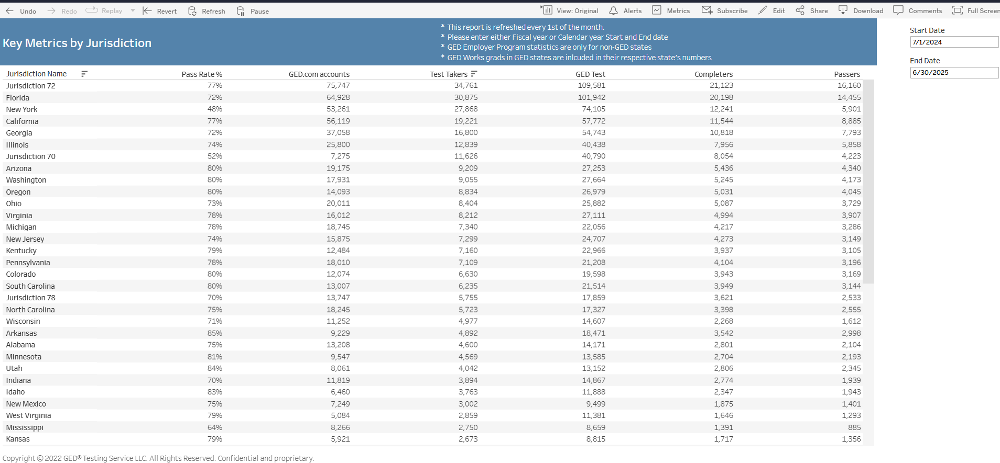 Undo Redo Replay Revert Refresh Pause View: Original Alerts Metrics Subscribe Edit Share Download Comments Full Screen
Key Metrics by Jurisdiction
* This report is refreshed every 1st of the month.
* Please enter either Fiscal year or Calendar year Start and End date
* GED Employer Program statistics are only for non-GED states
* GED Works grads in GED states are inlcuded in their respective state's numbers
Start Date
7/1/2024
End Date
6/30/2025
Jurisdiction Name Pass Rate % GED.com accounts Test Takers GED Test Completers Passers
Jurisdiction 72 77% 75,747 34,761 109,581 21,123 16,160
Florida 72% 64,928 30,875 101,942 20,198 14,455
New York 48% 53,261 27,868 74,105 12,241 5,901
California 77% 56,119 19,221 57,772 11,544 8,885
Georgia 72% 37,058 16,800 54,743 10,818 7,793
Illinois 74% 25,800 12,839 40,438 7,956 5,858
Jurisdiction 70 52% 7,275 11,626 40,790 8,054 4,223
Arizona 80% 19,175 9,209 27,253 5,436 4,340
Washington 80% 17,931 9,055 27,664 5,245 4,173
Oregon 80% 14,093 8,834 26,979 5,031 4,045
Ohio 73% 20,011 8,404 25,882 5,087 3,729
Virginia 78% 16,012 8,212 27,111 4,994 3,907
Michigan 78% 18,745 7,340 22,056 4,217 3,286
New Jersey 74% 15,875 7,299 24,707 4,273 3,149
Kentucky 79% 12,484 7,160 22,966 3,937 3,105
Pennsylvania 78% 18,010 7,109 21,208 4,104 3,196
Colorado 80% 12,074 6,630 19,598 3,943 3,169
South Carolina 80% 13,007 6,235 21,514 3,949 3,144
Jurisdiction 78 70% 13,747 5,755 17,859 3,621 2,533
North Carolina 75% 18,245 5,723 17,327 3,398 2,555
Wisconsin 71% 11,252 4,977 14,607 2,268 1,612
Arkansas 85% 9,229 4,892 18,471 3,542 2,998
Alabama 75% 13,208 4,600 14,171 2,801 2,104
Minnesota 81% 9,547 4,569 13,585 2,704 2,193
Utah 84% 8,061 4,042 13,152 2,806 2,345
Indiana 70% 11,819 3,894 14,867 2,774 1,939
Idaho 83% 6,460 3,763 11,888 2,347 1,943
New Mexico 75% 7,249 3,002 9,499 1,875 1,401
West Virginia 79% 5,084 2,859 11,381 1,646 1,293
Mississippi 64% 8,266 2,750 8,659 1,391 885
Kansas 79% 5,921 2,673 8,815 1,717 1,356
Copyright © 2022 GED® Testing Service LLC. All Rights Reserved. Confidential and proprietary.